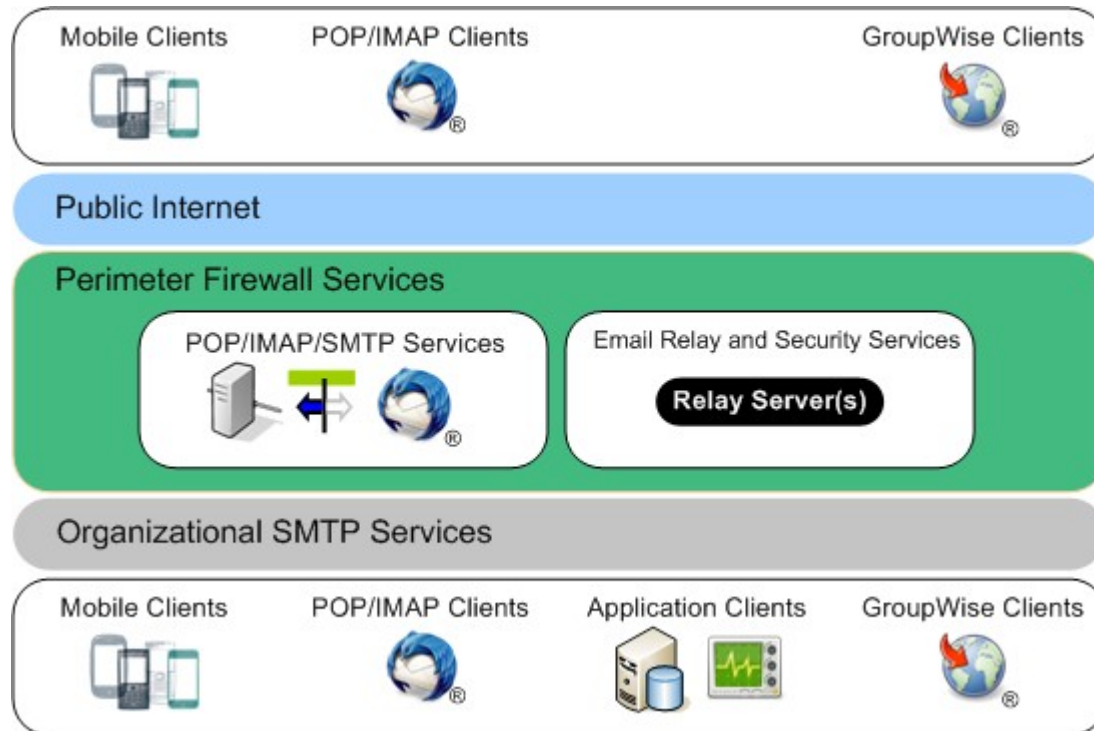 Mobile Clients
POP/IMAP Clients
GroupWise Clients
®
®
Public Internet
Perimeter Firewall Services
POP/IMAP/SMTP Services
®
Email Relay and Security Services
Relay Server(s)
Organizational SMTP Services
Mobile Clients
POP/IMAP Clients
Application Clients
GroupWise Clients
®
®